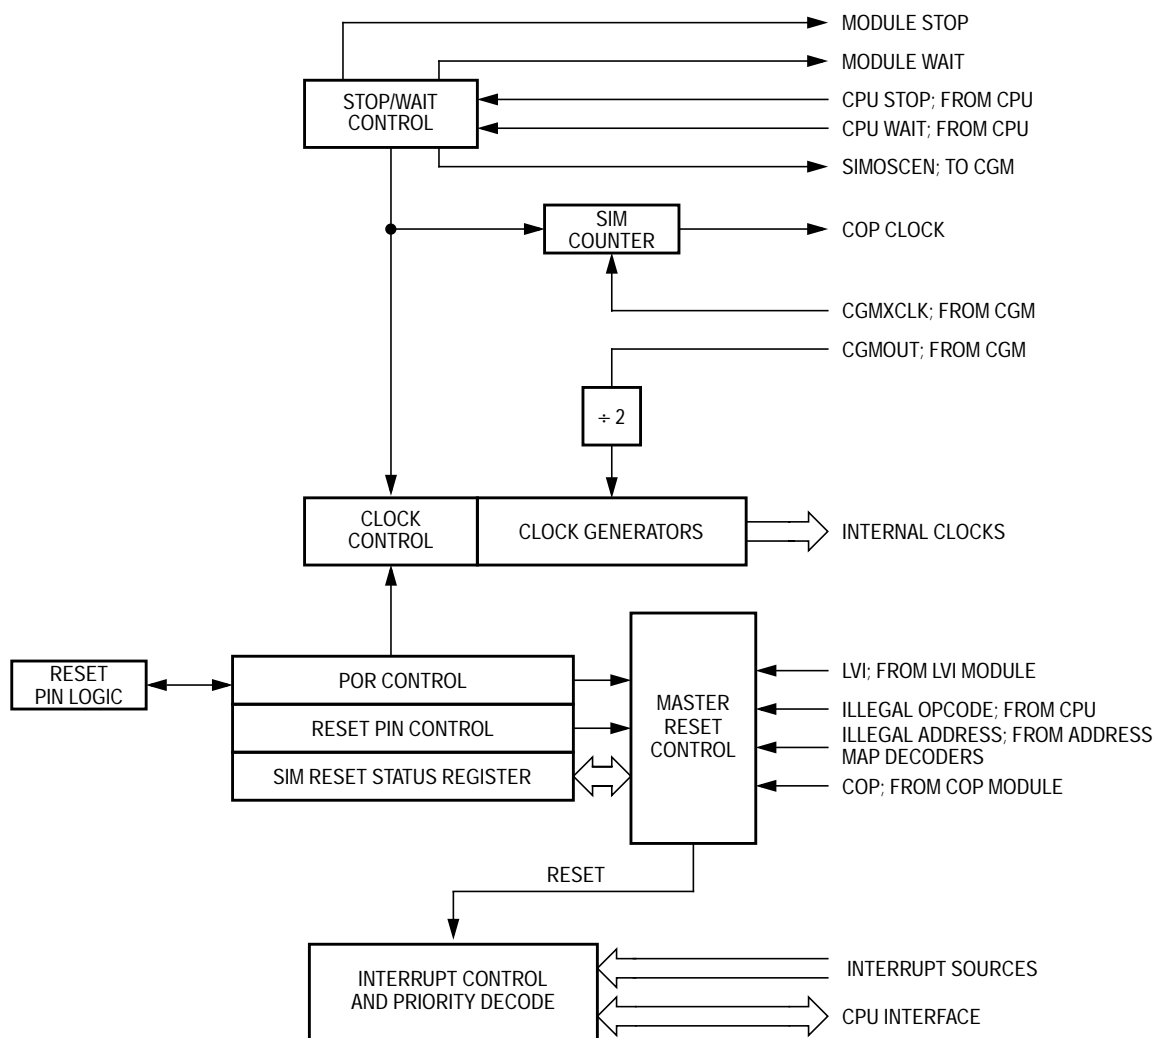 MODULE STOP
MODULE WAIT
STOP/WAIT
CONTROL
CPU STOP; FROM CPU
CPU WAIT; FROM CPU
SIMOSCEN; TO CGM
SIM
COUNTER
COP CLOCK
CGMXCLK; FROM CGM
CGMOUT; FROM CGM
÷ 2
CLOCK
CONTROL
CLOCK GENERATORS
INTERNAL CLOCKS
RESET
PIN LOGIC
POR CONTROL
RESET PIN CONTROL
SIM RESET STATUS REGISTER
MASTER
RESET
CONTROL
LVI; FROM LVI MODULE
ILLEGAL OPCODE; FROM CPU
ILLEGAL ADDRESS; FROM ADDRESS
MAP DECODERS
COP; FROM COP MODULE
RESET
INTERRUPT CONTROL
AND PRIORITY DECODE
INTERRUPT SOURCES
CPU INTERFACE